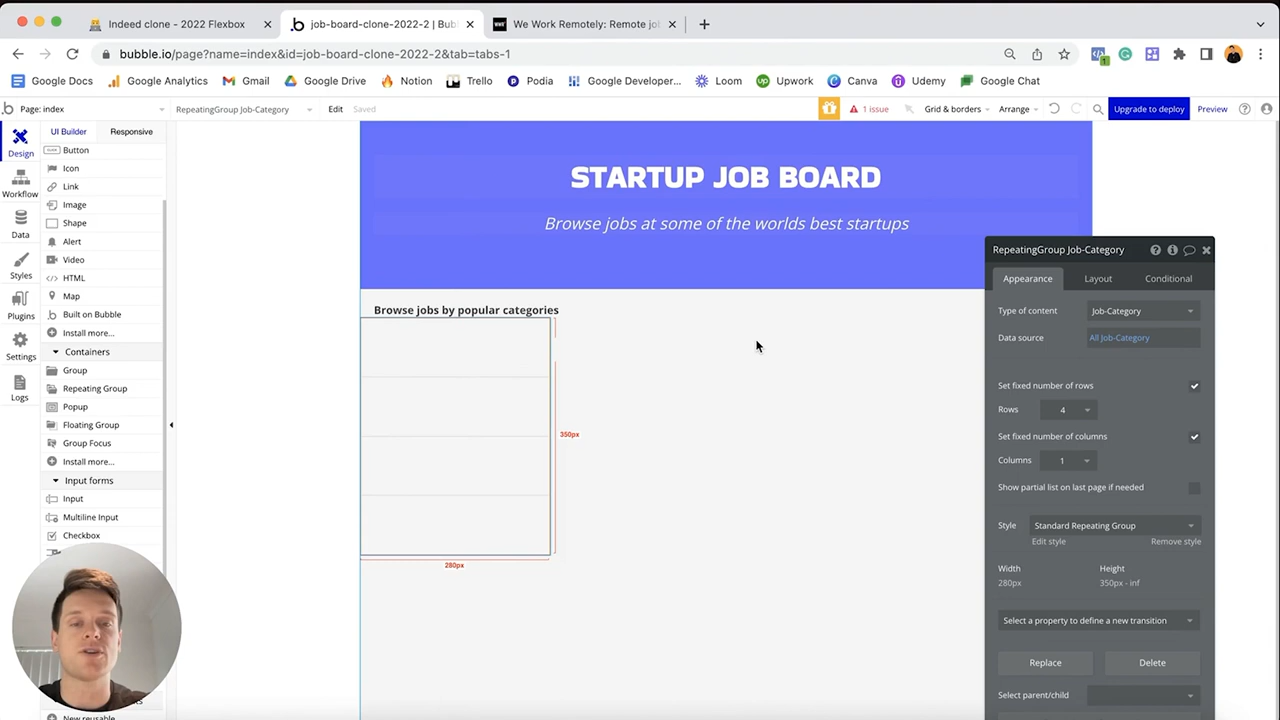 Indeed clone - 2022 Flexbox
job-board-clone-2022-2 | Bubl
We Work Remotely: Remote jo
bubble.io/page?name=index&id=job-board-clone-2022-2&tab=tabs-1
Google Docs
Google Analytics
Gmail
Google Drive
Notion
Trello
Podia
Google Developer...
Loom
Upwork
Canva
Udemy
Google Chat
Page: index
RepeatingGroup Job-Category
Edit
Saved
1 issue
Grid & borders
Arrange
Upgrade to deploy
Preview
Design
Workflow
Data
Styles
Plugins
Settings
Logs
UI Builder
Responsive
Button
Icon
Link
Image
Shape
Alert
Video
HTML
Map
Built on Bubble
Install more...
Containers
Group
Repeating Group
Popup
Floating Group
Group Focus
Install more...
Input forms
Input
Multiline Input
Checkbox
New reusable
STARTUP JOB BOARD
Browse jobs at some of the worlds best startups
Browse jobs by popular categories
350px
280px
RepeatingGroup Job-Category
Appearance
Layout
Conditional
Type of content
Job-Category
Data source
All Job-Category
Set fixed number of rows
Rows
4
Set fixed number of columns
Columns
1
Show partial list on last page if needed
Style
Standard Repeating Group
Edit style
Remove style
Width
Height
280px
350px - inf
Select a property to define a new transition
Replace
Delete
Select parent/child